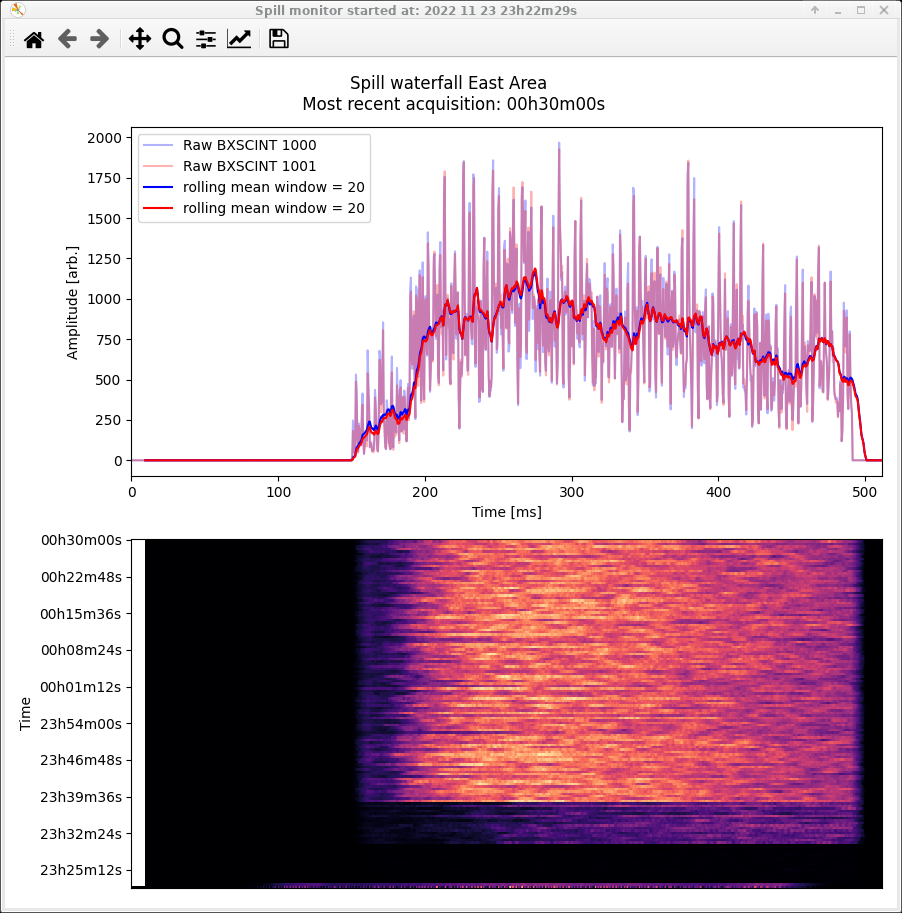 Spill monitor started at: 2022 11 23 23h22m29s
Spill waterfall East Area
Most recent acquisition: 00h30m00s
Raw BXSCINT 1000
Raw BXSCINT 1001
rolling mean window = 20
rolling mean window = 20
Amplitude [arb.]
2000
1750
1500
1250
1000
750
500
250
0
0 100 200 300 400 500
Time [ms]
Time
00h30m00s
00h22m48s
00h15m36s
00h08m24s
00h01m12s
23h54m00s
23h46m48s
23h39m36s
23h32m24s
23h25m12s